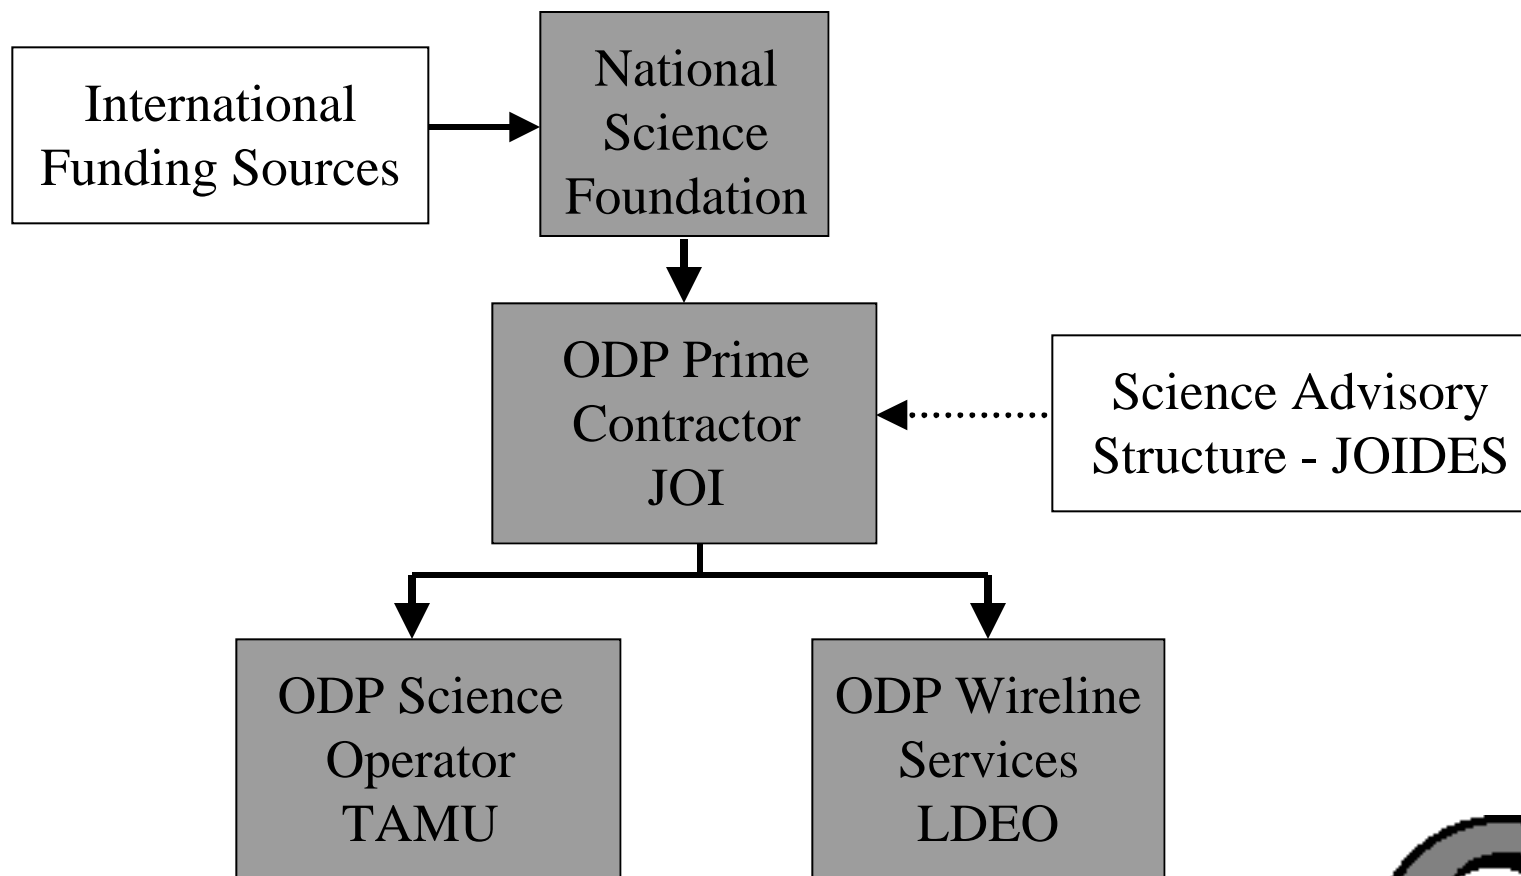 International
Funding Sources
National
Science
Foundation
ODP Prime
Contractor
JOI
Science Advisory
Structure - JOIDES
ODP Science
Operator
TAMU
ODP Wireline
Services
LDEO